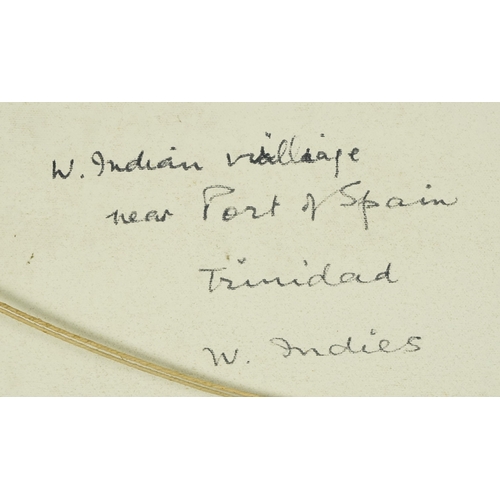 W. Indian village
near Port of Spain
Trinidad
W. Indies